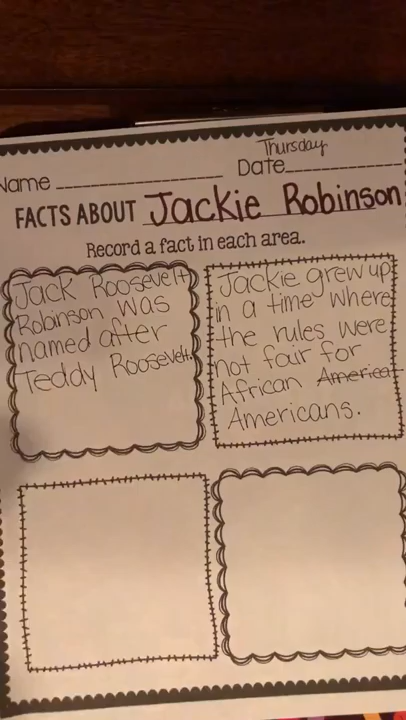 Thursday
Name
Date
FACTS ABOUT Jackie Robinson
Record a fact in each area.
Jack Roosevelt
Robinson was
named after
Teddy Roosevelt.
Jackie grew up
in a time where
the rules were
not four for
African Americat
Americans.